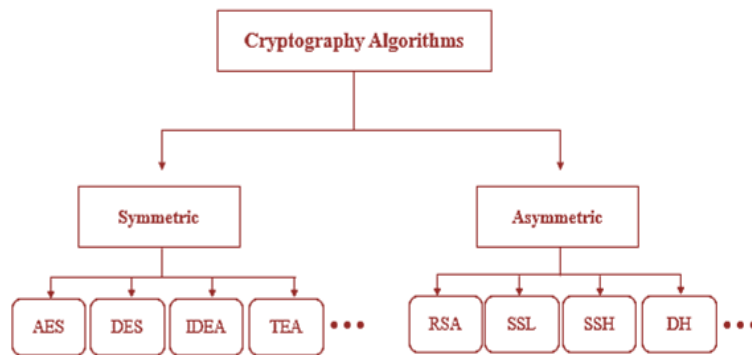 Cryptography Algorithms
Symmetric
Asymmetric
AES
DES
IDEA
TEA
RSA
SSL
SSH
DH